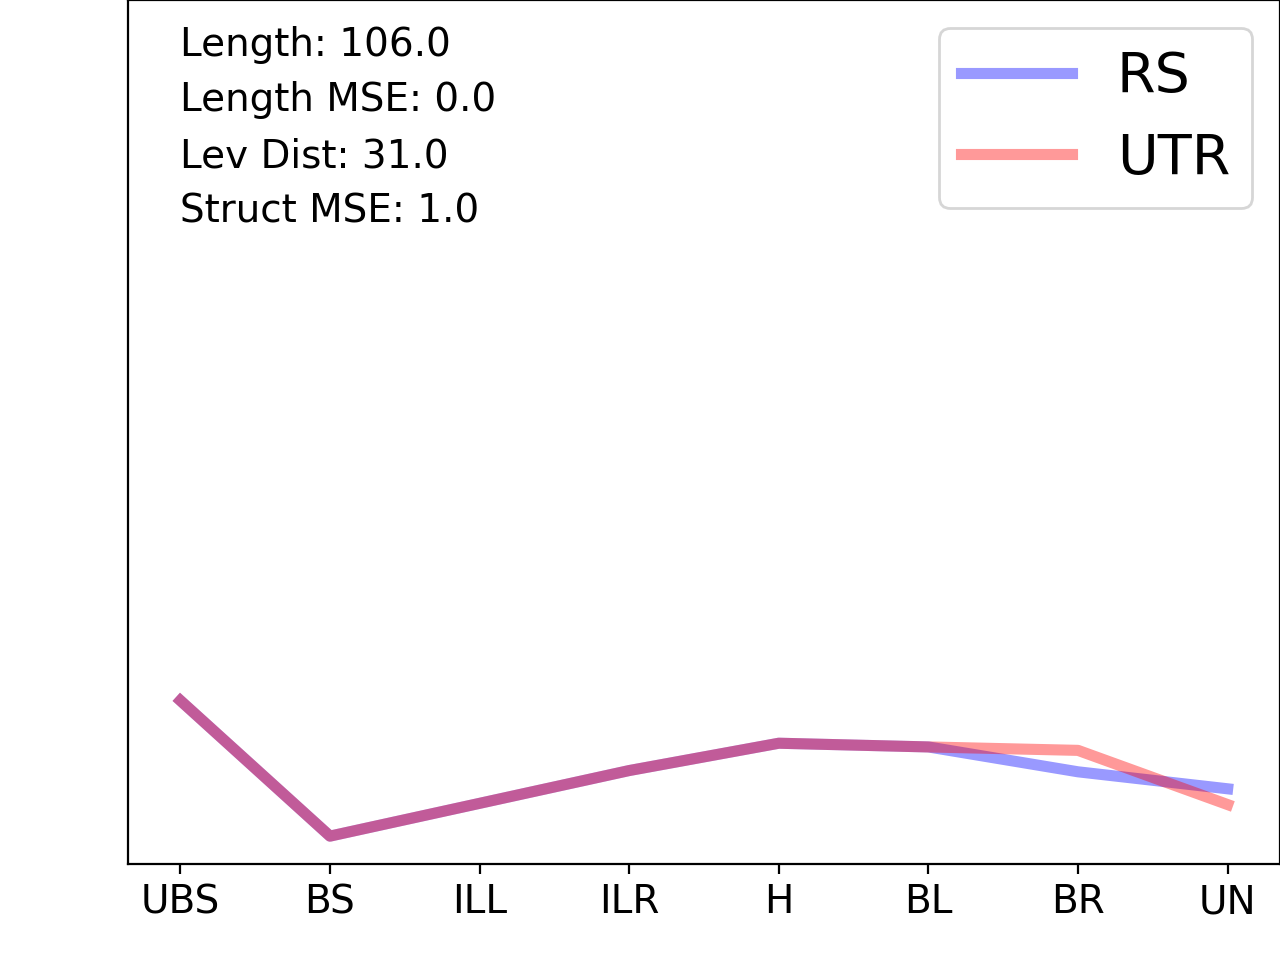 Length: 106.0
Length MSE: 0.0
Lev Dist: 31.0
Struct MSE: 1.0
RS
UTR
UBS BS ILL ILR H BL BR UN